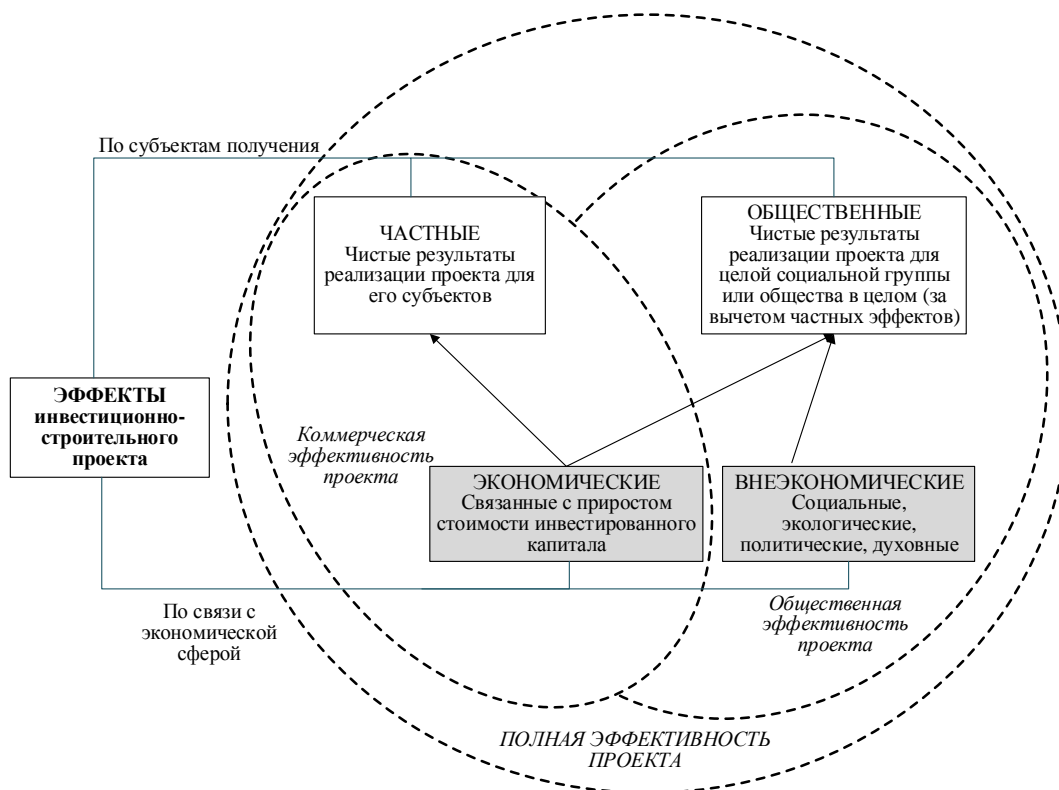 По субъектам получения
ЧАСТНЫЕ
Чистые результаты
реализации проекта для
его субъектов
ОБЩЕСТВЕННЫЕ
Чистые результаты
реализации проекта для
целой социальной группы
или общества в целом (за
вычетом частных эффектов)
ЭФФЕКТЫ
инвестиционно-
строительного
проекта
Коммерческая
эффективность
проекта
ЭКОНОМИЧЕСКИЕ
Связанные с приростом
стоимости инвестированного
капитала
ВНЕЭКОНОМИЧЕСКИЕ
Социальные,
экологические,
политические, духовные
По связи с
экономической
сферой
Общественная
эффективность
проекта
ПОЛНАЯ ЭФФЕКТИВНОСТЬ
ПРОЕКТА